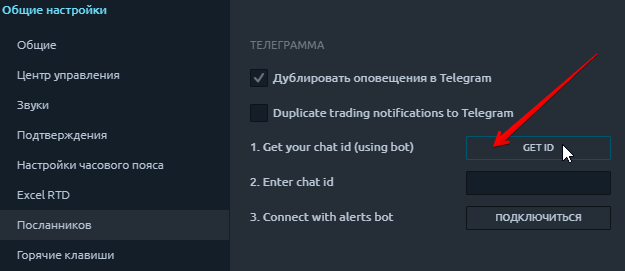 Общие настройки
Общие
Центр управления
Звуки
Подтверждения
Настройки часового пояса
Excel RTD
Посланников
Горячие клавиши
ТЕЛЕГРАММА
Дублировать оповещения в Telegram
Duplicate trading notifications to Telegram
1. Get your chat id (using bot)
GET ID
2. Enter chat id
3. Connect with alerts bot
ПОДКЛЮЧИТЬСЯ